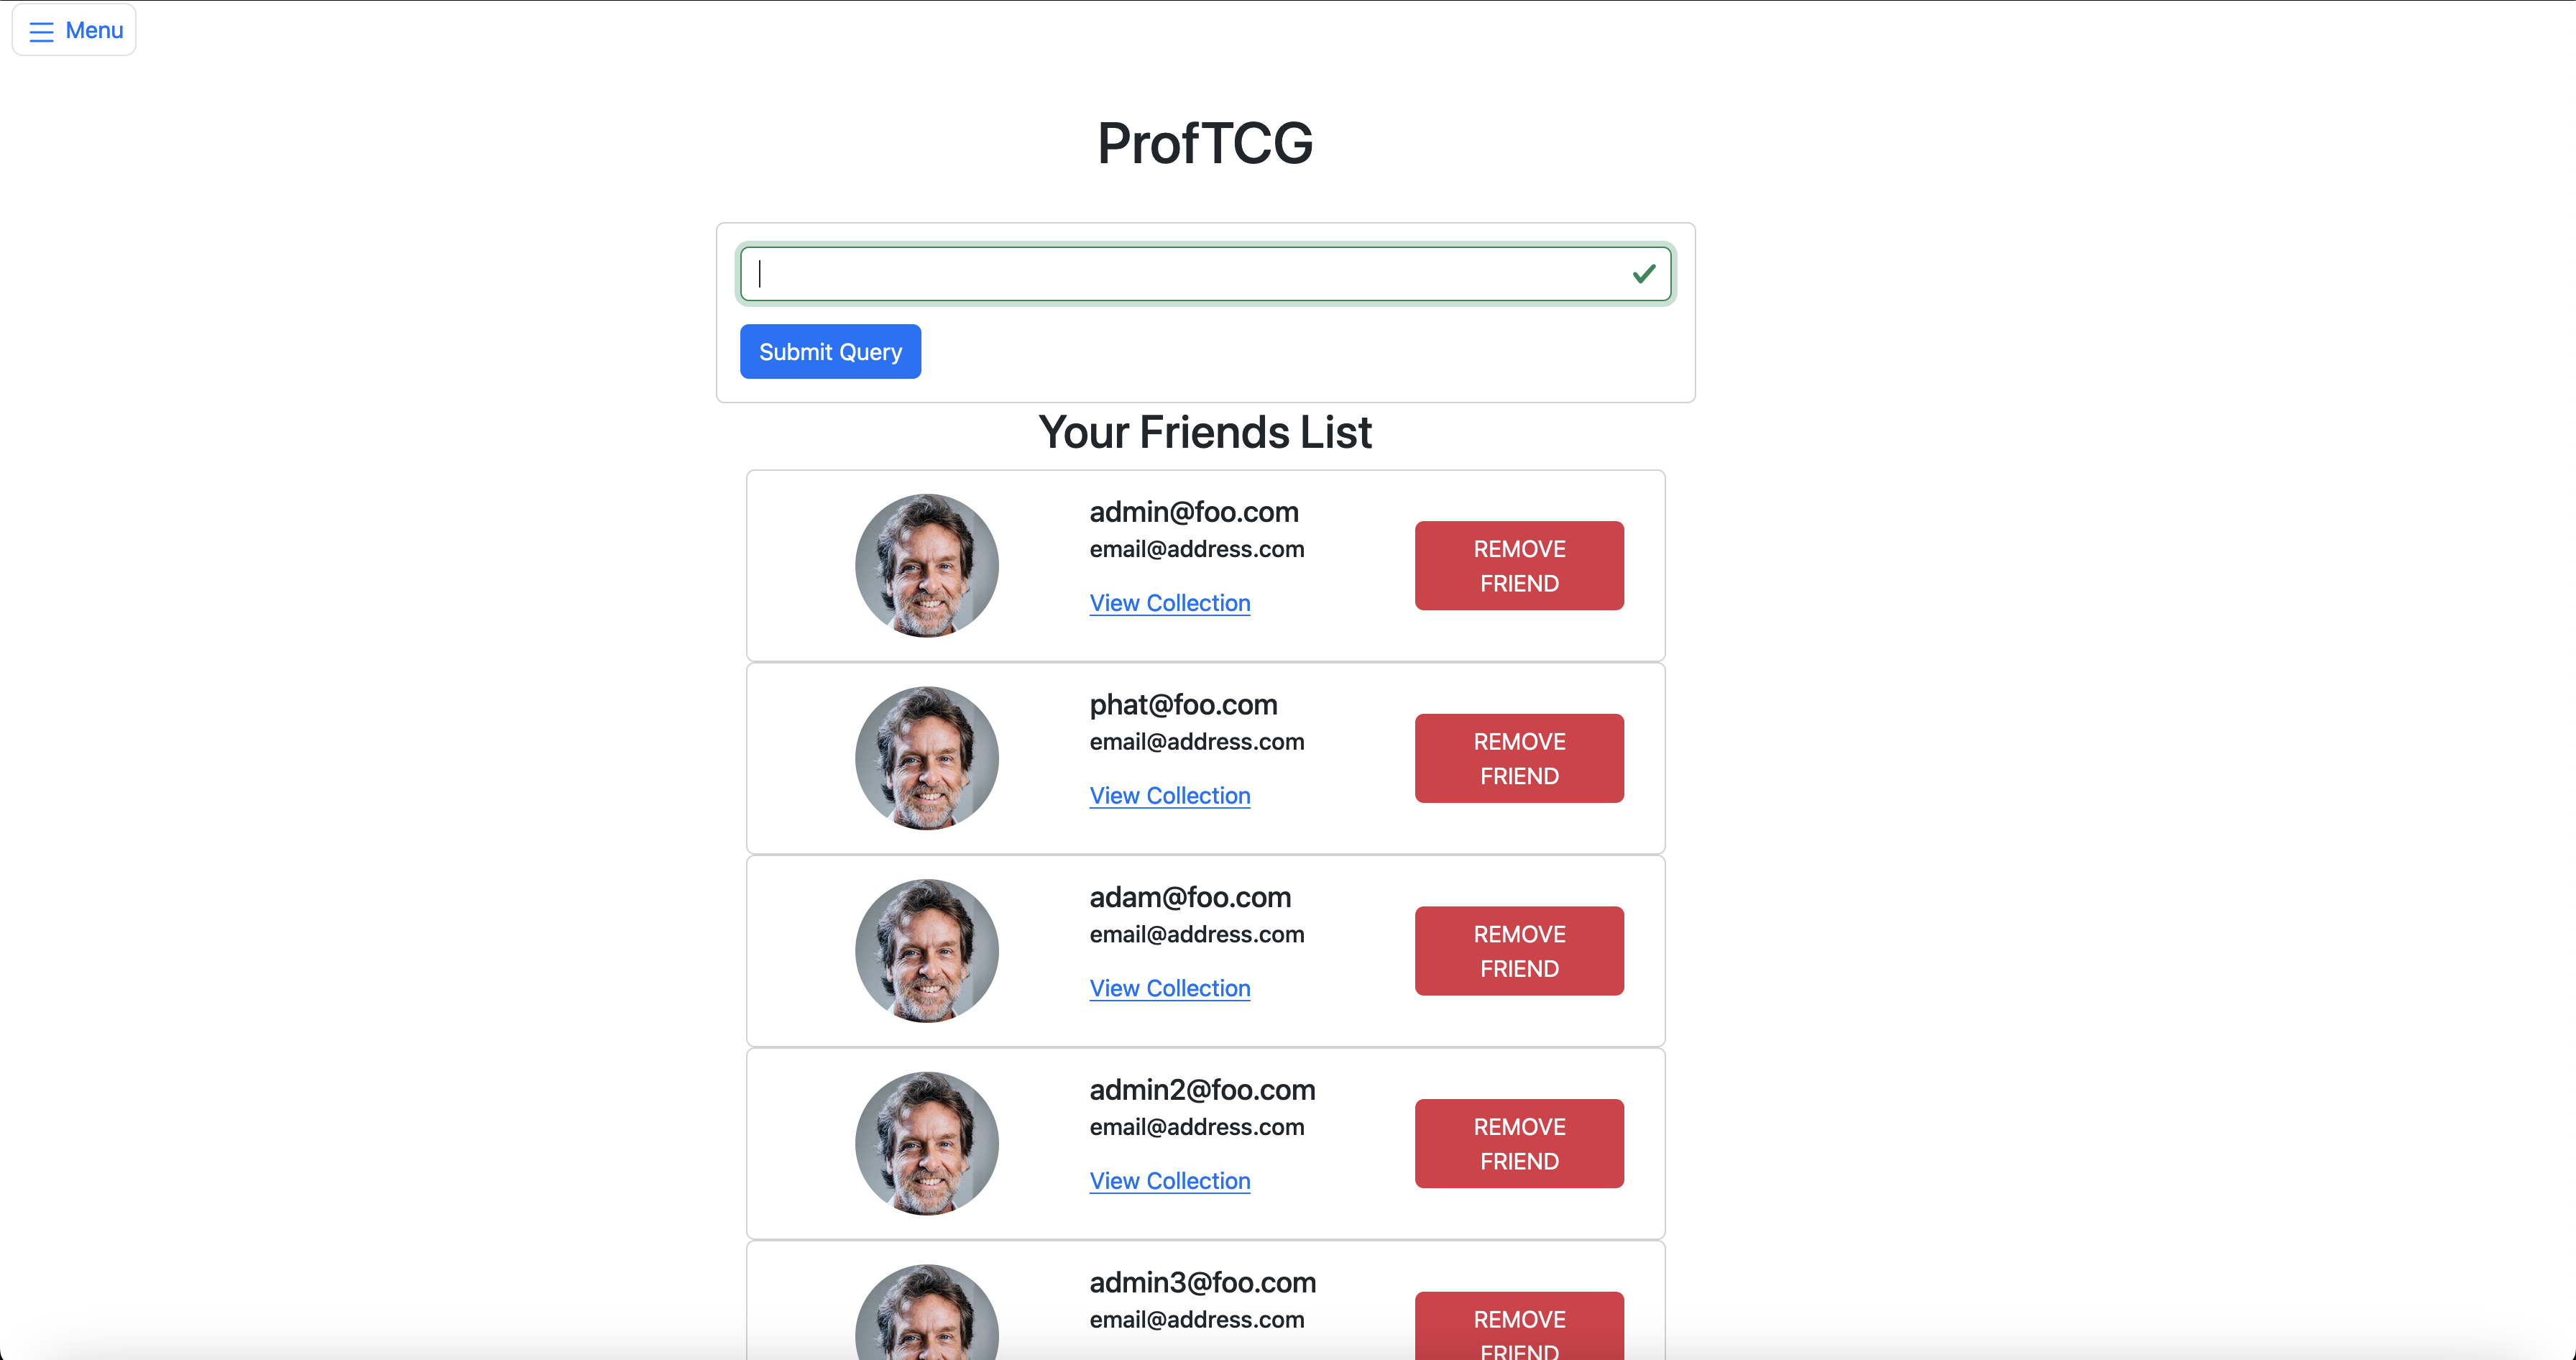 Menu
ProfTCG
Submit Query
Your Friends List
admin@foo.com
email@address.com
View Collection
REMOVE
FRIEND
phat@foo.com
email@address.com
View Collection
REMOVE
FRIEND
adam@foo.com
email@address.com
View Collection
REMOVE
FRIEND
admin2@foo.com
email@address.com
View Collection
REMOVE
FRIEND
admin3@foo.com
email@address.com
REMOVE
FRIEND